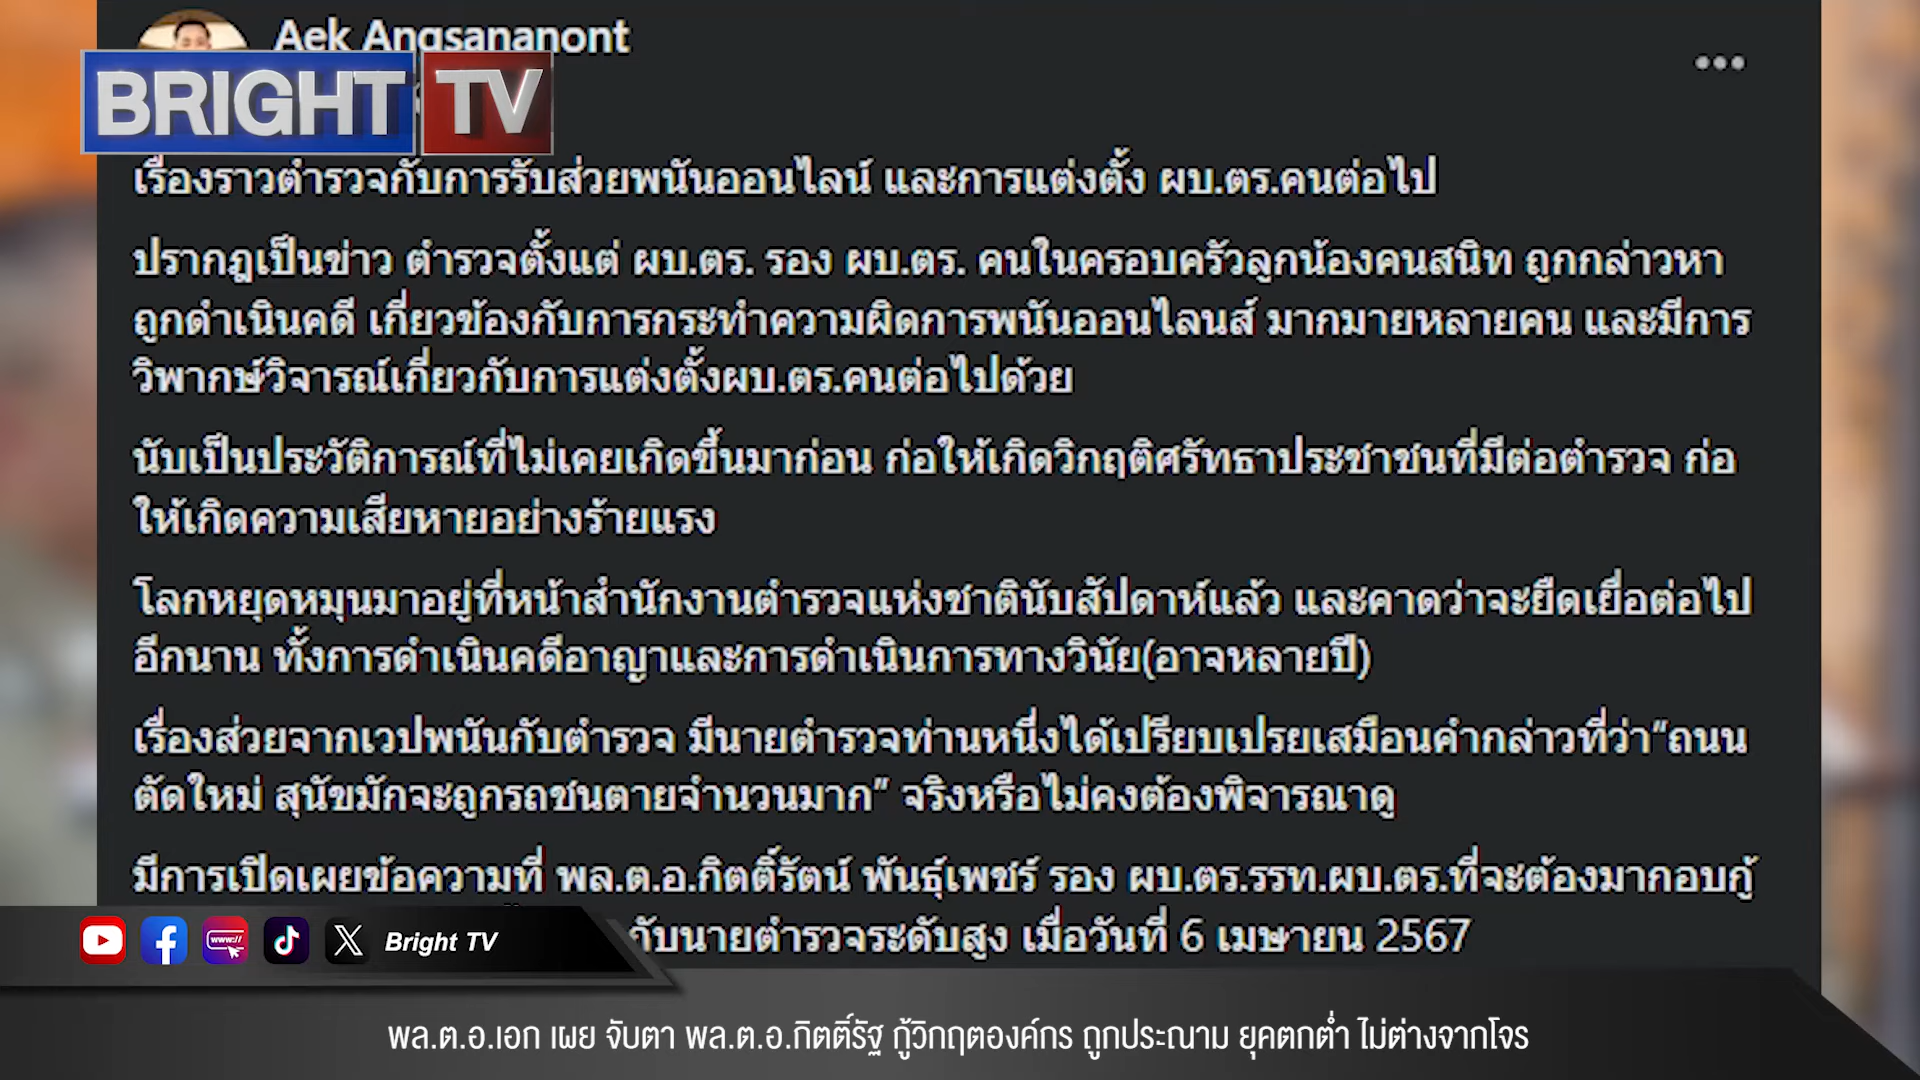 Aek Angsananont
BRIGHT TV
เรื่องราวตำรวจกับการรับส่วยพนันออนไลน์ และการแต่งตั้ง ผบ.ตร.คนต่อไป
ปรากฏเป็นข่าว ตำรวจตั้งแต่ ผบ.ตร. รอง ผบ.ตร. คนในครอบครัวลูกน้องคนสนิท ถูกกล่าวหา
ถูกดำเนินคดี เกี่ยวข้องกับการกระทำความผิดการพนันออนไลนส์ มากมายหลายคน และมีการ
วิพากษ์วิจารณ์เกี่ยวกับการแต่งตั้งผบ.ตร.คนต่อไปด้วย
นับเป็นประวัติการณ์ที่ไม่เคยเกิดขึ้นมาก่อน ก่อให้เกิดวิกฤติศรัทธาประชาชนที่มีต่อตำรวจ ก่อ
ให้เกิดความเสียหายอย่างร้ายแรง
โลกหยุดหมุนมาอยู่ที่หน้าสำนักงานตำรวจแห่งชาตินับสัปดาห์แล้ว และคาดว่าจะยืดเยื่อต่อไป
อีกนาน ทั้งการดำเนินคดีอาญาและการดำเนินการทางวินัย(อาจหลายปี)
เรื่องส่วยจากเวปพนันกับตำรวจ มีนายตำรวจท่านหนึ่งได้เปรียบเปรยเสมือนคำกล่าวที่ว่า“ถนน
ตัดใหม่ สุนัขมักจะถูกรถชนตายจำนวนมาก” จริงหรือไม่คงต้องพิจารณาดู
มีการเปิดเผยข้อความที่ พล.ต.อ.กิตติ์รัตน์ พันธุ์เพชร์ รอง ผบ.ตร.รรท.ผบ.ตร.ที่จะต้องมากอบกู้
กับนายตำรวจระดับสูง เมื่อวันที่ 6 เมษายน 2567
www://
Bright TV
พล.ต.อ.เอก เผย จับตา พล.ต.อ.กิตติ์รัฐ กู้วิกฤตองค์กร ถูกประณาม ยุคตกต่ำ ไม่ต่างจากโจร